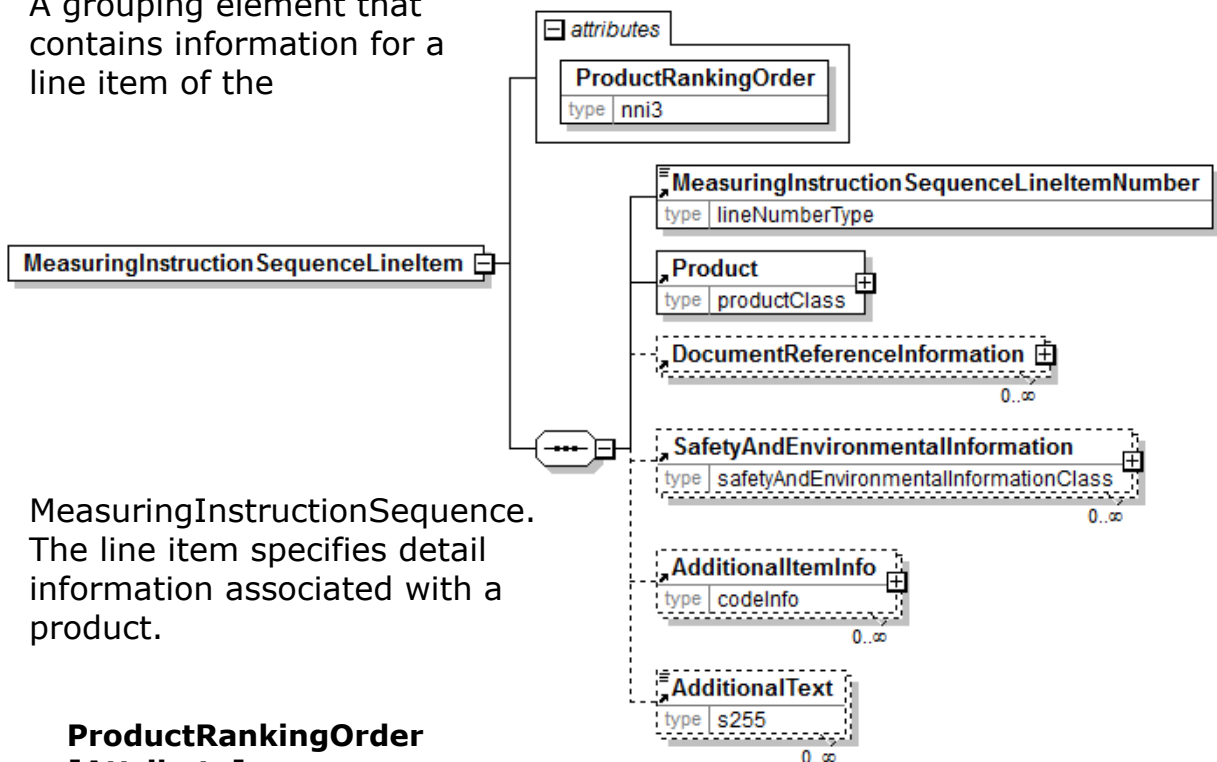 A grouping element that
contains information for a
line item of the
attributes
ProductRankingOrder
type nni3
MeasuringInstructionSequenceLineItemNumber
type lineNumberType
MeasuringInstructionSequenceLineItem
Product
type productClass
DocumentReferenceInformation
0..∞
SafetyAndEnvironmentalInformation
type safetyAndEnvironmentalInformationClass
0..∞
MeasuringInstructionSequence.
The line item specifies detail
information associated with a
product.
AdditionalItemInfo
type codeInfo
0..∞
AdditionalText
type s255
0..∞
ProductRankingOrder